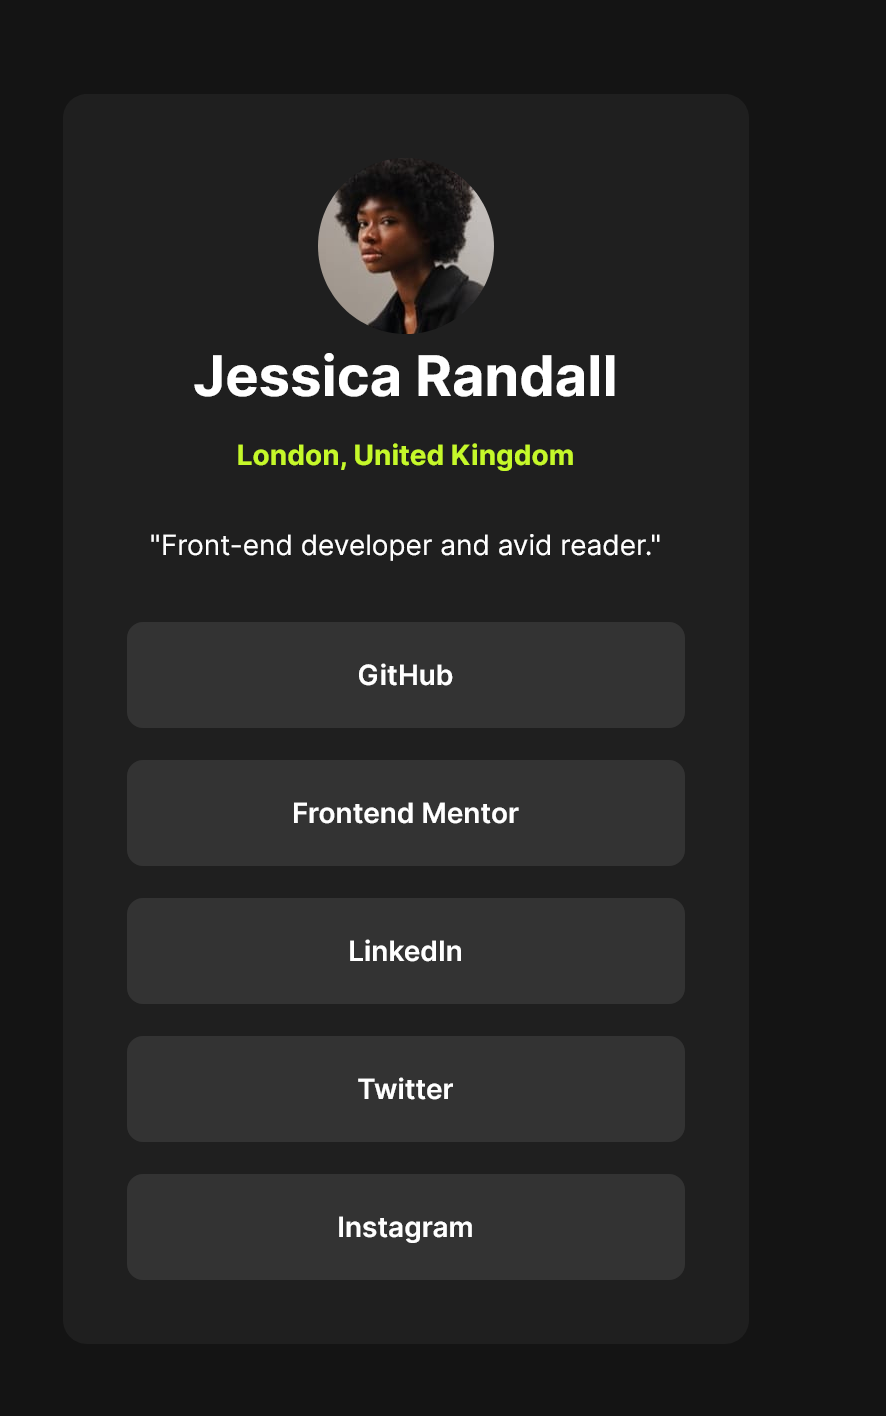 Jessica Randall
London, United Kingdom
"Front-end developer and avid reader."
GitHub
Frontend Mentor
LinkedIn
Twitter
Instagram